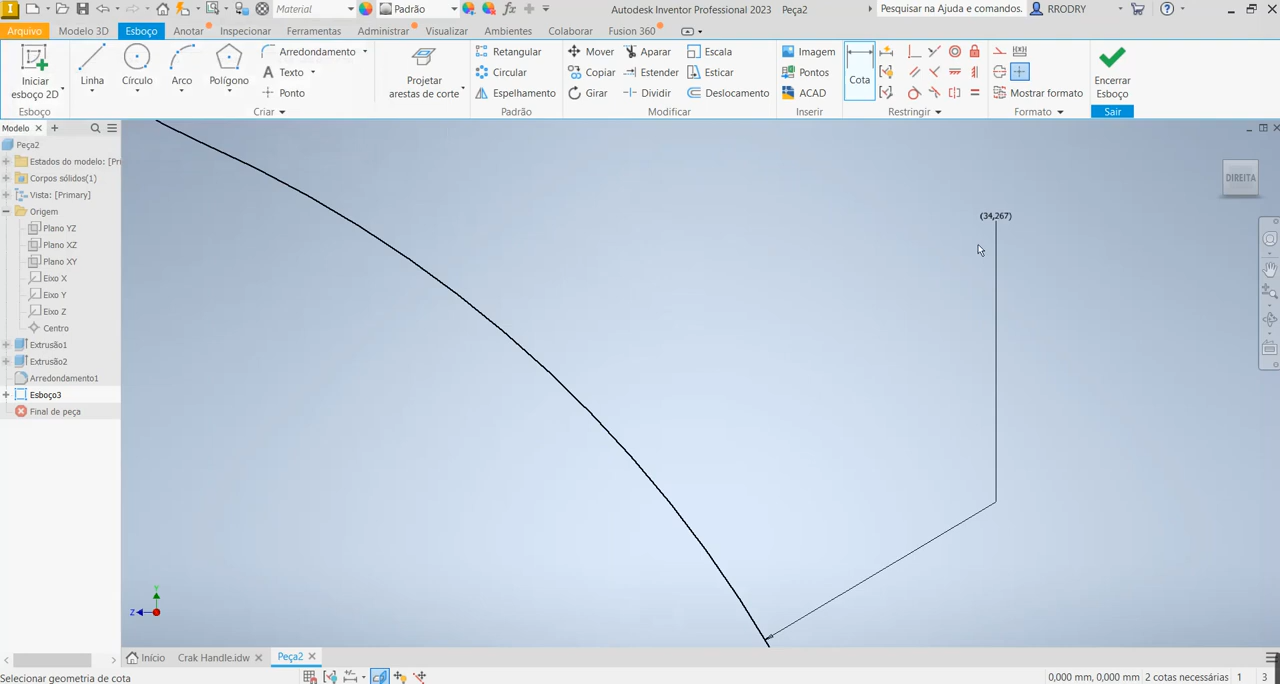 Material
Padrão
Autodesk Inventor Professional 2023 Peça2
Pesquisar na Ajuda e comandos.
RRODRY
Arquivo
Modelo 3D
Esboço
Anotar
Inspecionar
Ferramentas
Administrar
Visualizar
Ambientes
Colaborar
Fusion 360
Iniciar
esboço 2D
Linha
Círculo
Arco
Polígono
Arredondamento
Texto
Ponto
Projetar
arestas de corte
Retangular
Circular
Espelhamento
Mover
Copiar
Girar
Aparar
Estender
Dividir
Escala
Esticar
Deslocamento
Imagem
Pontos
ACAD
Cota
Mostrar formato
Encerrar
Esboço
Esboço
Criar
Padrão
Modificar
Inserir
Restringir
Formato
Sair
Modelo
Peça2
Estados do modelo: [Pri
Corpos sólidos(1)
Vista: [Primary]
Origem
Plano YZ
Plano XZ
Plano XY
Eixo X
Eixo Y
Eixo Z
Centro
Extrusão1
Extrusão2
Arredondamento1
Esboço3
Final de peça
(34,267)
DIREITA
Y
Z
Início
Crak Handle.idw
Peça2
Selecionar geometria de cota
0,000 mm, 0,000 mm
2 cotas necessárias
1
3